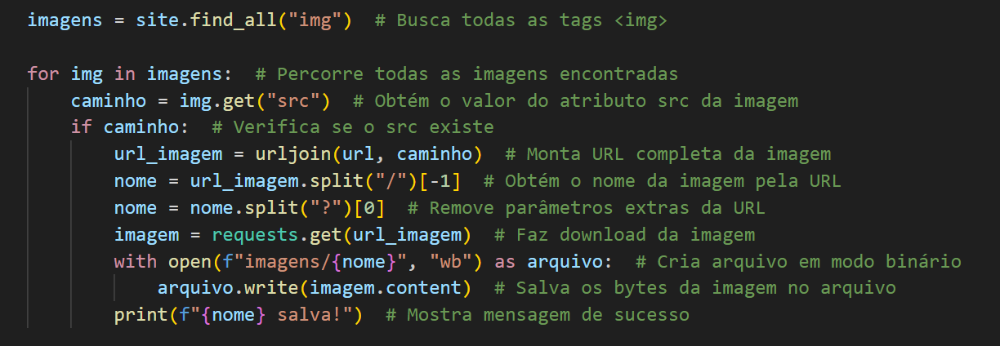 imagens = site.find_all("img")  # Busca todas as tags <img>

for img in imagens:  # Percorre todas as imagens encontradas
    caminho = img.get("src")  # Obtém o valor do atributo src da imagem
    if caminho:  # Verifica se o src existe
        url_imagem = urljoin(url, caminho)  # Monta URL completa da imagem
        nome = url_imagem.split("/")[-1]  # Obtém o nome da imagem pela URL
        nome = nome.split("?")[0]  # Remove parâmetros extras da URL
        imagem = requests.get(url_imagem)  # Faz download da imagem
        with open(f"imagens/{nome}", "wb") as arquivo:  # Cria arquivo em modo binário
            arquivo.write(imagem.content)  # Salva os bytes da imagem no arquivo
        print(f"{nome} salva!")  # Mostra mensagem de sucesso